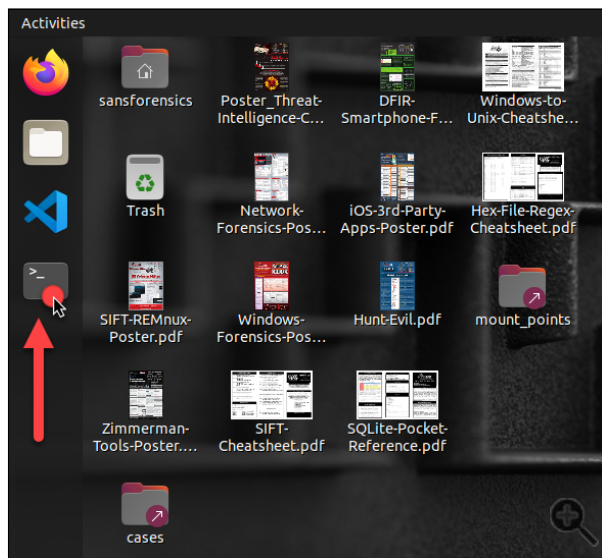 Activities
sansforensics
Poster_Threat-
Intelligence-C...
DFIR-
Smartphone-F...
Windows-to-
Unix-Cheatshe...
Trash
Network-
Forensics-Pos...
iOS-3rd-Party-
Apps-Poster.pdf
Hex-File-Regex-
Cheatsheet.pdf
>_
SIFT-REMnux-
Poster.pdf
Windows-
Forensics-Pos...
Hunt-Evil.pdf
mount_points
Zimmerman-
Tools-Poster....
SIFT-
Cheatsheet.pdf
SQLite-Pocket-
Reference.pdf
cases